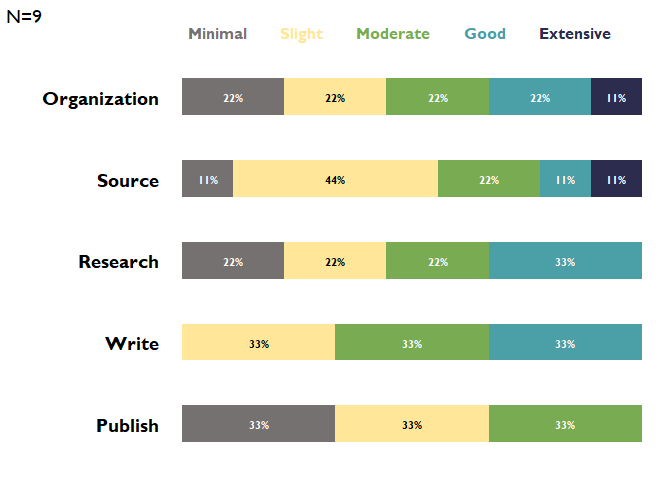 N=9
Minimal Slight Moderate Good Extensive
Organization 22% 22% 22% 22% 11%
Source 11% 44% 22% 11% 11%
Research 22% 22% 22% 33%
Write 33% 33% 33%
Publish 33% 33% 33%